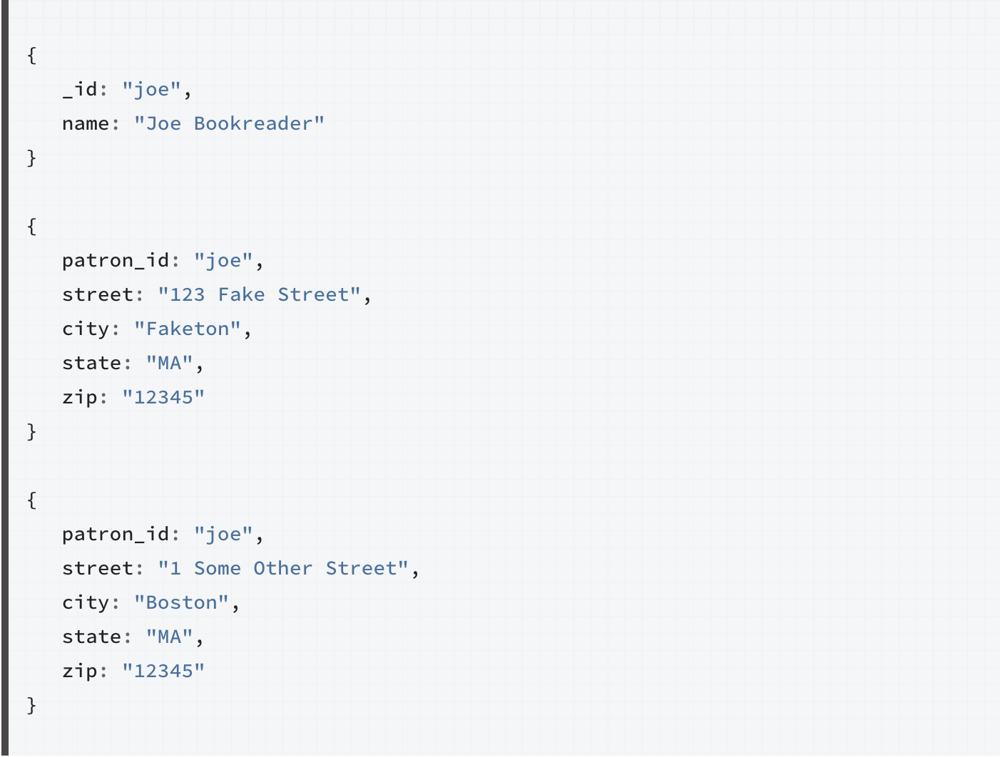 {
   _id: "joe",
   name: "Joe Bookreader"
}

{
   patron_id: "joe",
   street: "123 Fake Street",
   city: "Faketon",
   state: "MA",
   zip: "12345"
}

{
   patron_id: "joe",
   street: "1 Some Other Street",
   city: "Boston",
   state: "MA",
   zip: "12345"
}